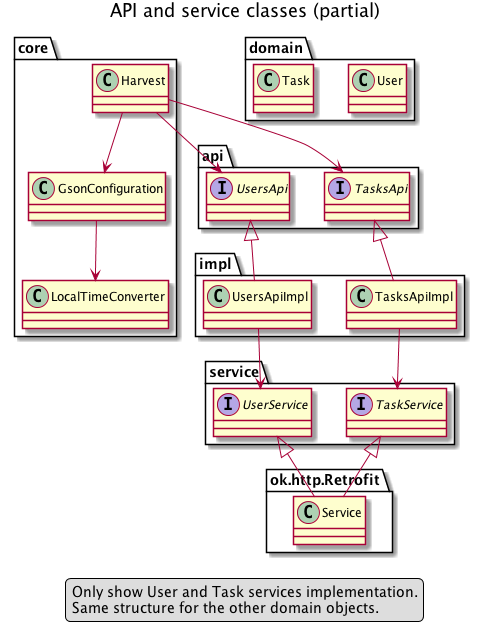 API and service classes (partial)
core
domain
C Harvest
C Task
C User
api
C GsonConfiguration
I UsersApi
I TasksApi
impl
C LocalTimeConverter
C UsersApiImpl
C TasksApiImpl
service
I UserService
I TaskService
ok.http.Retrofit
C Service
Only show User and Task services implementation.
Same structure for the other domain objects.